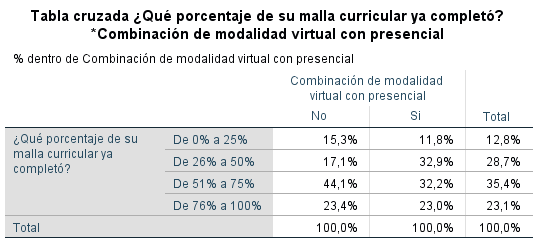 Tabla cruzada ¿Qué porcentaje de su malla curricular ya completó?
*Combinación de modalidad virtual con presencial
% dentro de Combinación de modalidad virtual con presencial
Combinación de modalidad
virtual con presencial
No Si Total
¿Qué porcentaje de su De 0% a 25% 15,3% 11,8% 12,8%
malla curricular ya
completó? De 26% a 50% 17,1% 32,9% 28,7%
De 51% a 75% 44,1% 32,2% 35,4%
De 76% a 100% 23,4% 23,0% 23,1%
Total 100,0% 100,0% 100,0%